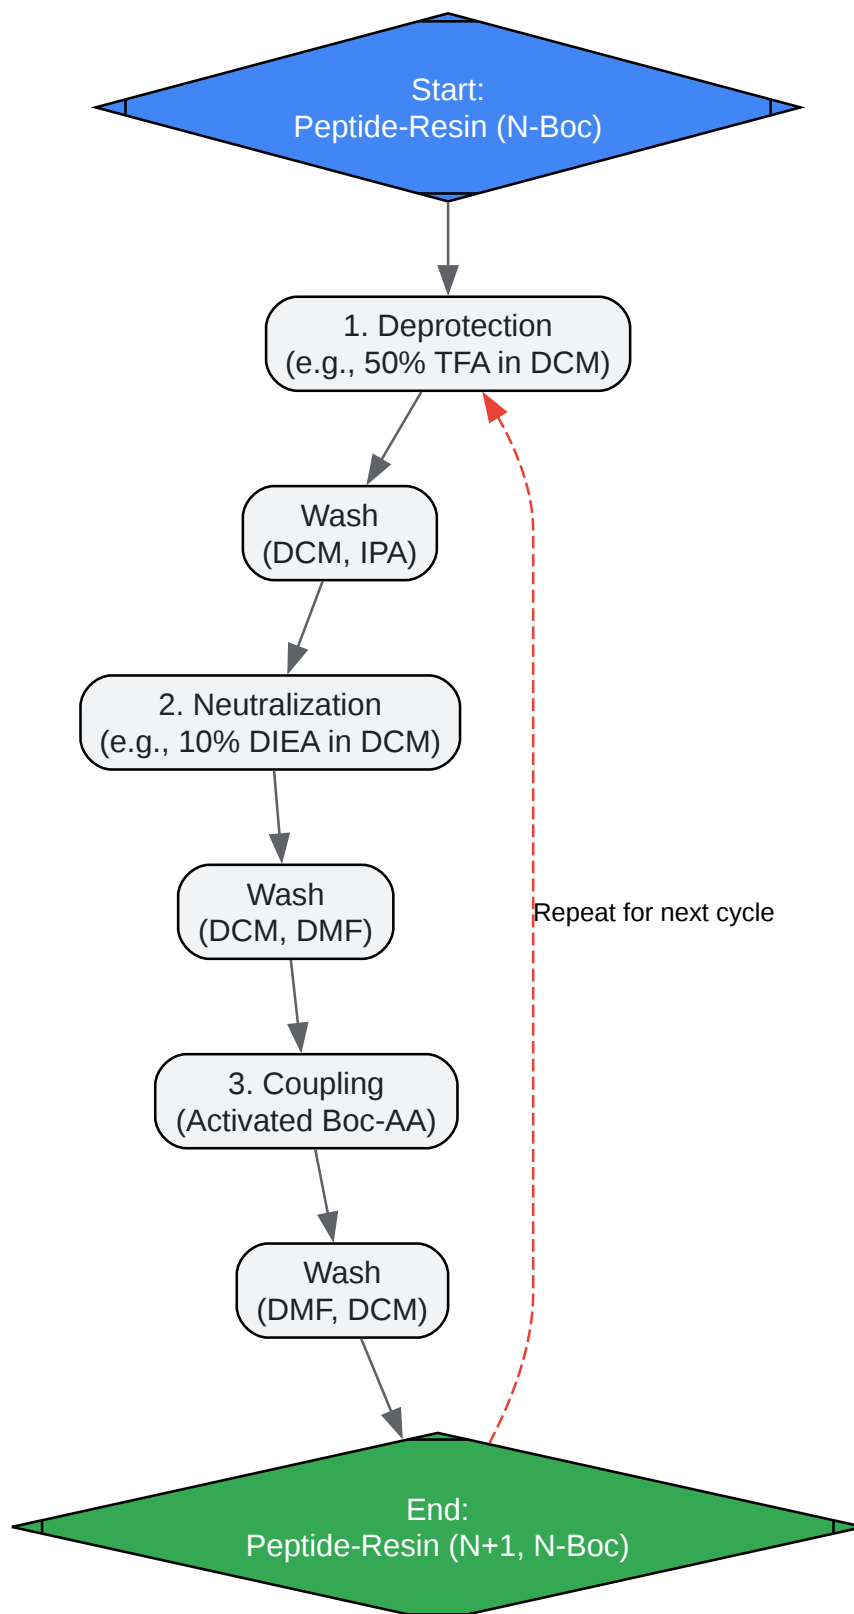 Start:
Peptide-Resin (N-Boc)
1. Deprotection
(e.g., 50% TFA in DCM)
Wash
(DCM, IPA)
2. Neutralization
(e.g., 10% DIEA in DCM)
Wash
(DCM, DMF)
Repeat for next cycle
3. Coupling
(Activated Boc-AA)
Wash
(DMF, DCM)
End:
Peptide-Resin (N+1, N-Boc)